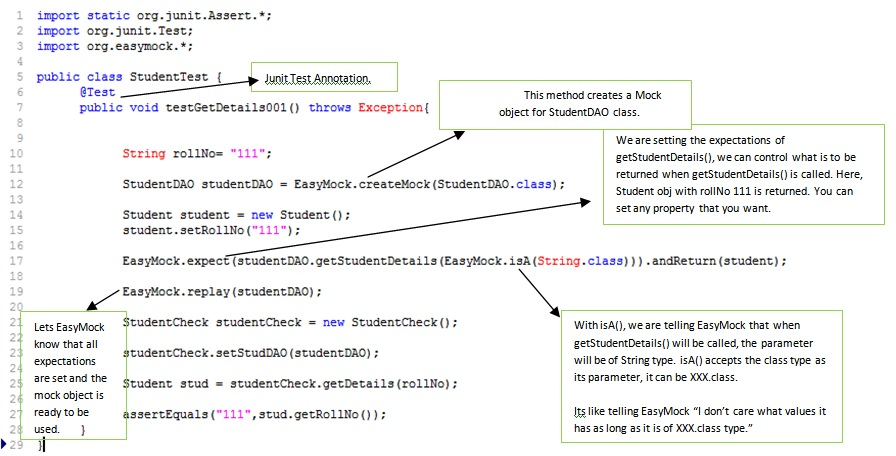 1 import static org.junit.Assert.*;
2 import org.junit.Test;
3 import org.easymock.*;
4
5 public class StudentTest {
6 @Test
7 public void testGetDetails001() throws Exception{
8
9
10 String rollNo= "111";
11
12 StudentDAO studentDAO = EasyMock.createMock(StudentDAO.class);
13
14 Student student = new Student();
15 student.setRollNo("111");
16
17 EasyMock.expect(studentDAO.getStudentDetails(EasyMock.isA(String.class))).andReturn(student);
18
19 EasyMock.replay(studentDAO);
20
21 StudentCheck studentCheck = new StudentCheck();
22
23 studentCheck.setStudDAO(studentDAO);
24
25 Student stud = studentCheck.getDetails(rollNo);
26
27 assertEquals("111",stud.getRollNo());
28 }
29 }
Junit Test Annotation.
This method creates a Mock
object for StudentDAO class.
We are setting the expectations of
getStudentDetails(), we can control what is to be
returned when getStudentDetails() is called. Here,
Student obj with rollNo 111 is returned. You can
set any property that you want.
Lets EasyMock
know that all
expectations
are set and the
mock object is
ready to be
used.
With isA(), we are telling EasyMock that when
getStudentDetails() will be called, the parameter
will be of String type. isA() accepts the class type as
its parameter, it can be XXX.class.
Its like telling EasyMock “I don’t care what values it
has as long as it is of XXX.class type.”